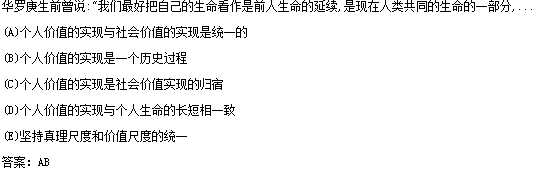 华罗庚生前曾说:“我们最好把自己的生命看作是前人生命的延续,是现在人类共同的生命的一部分,...
(A)个人价值的实现与社会价值的实现是统一的
(B)个人价值的实现是一个历史过程
(C)个人价值的实现是社会价值实现的归宿
(D)个人价值的实现与个人生命的长短相一致
(E)坚持真理尺度和价值尺度的统一
答案: AB